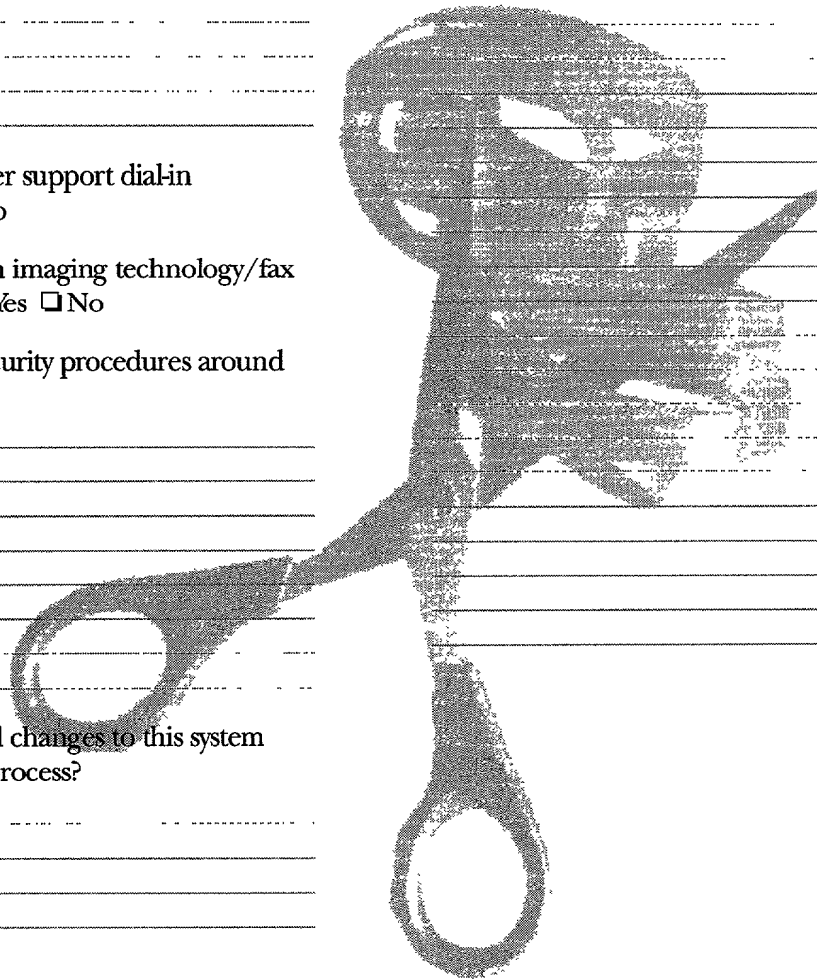 er support dial-in
o
n imaging technology/fax
Yes ❑ No
urity procedures around
l changes to this system
rocess?